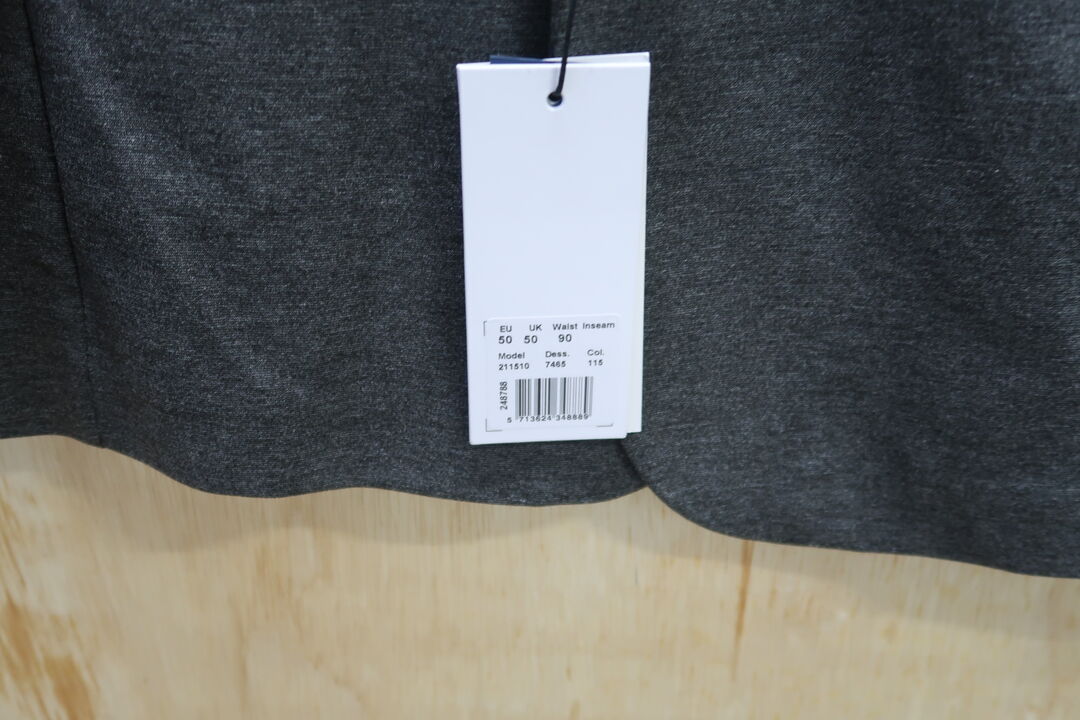 EU UK Waist Inseam
50 50 90
Model Dess. Col.
211510 7465 115
248788
5 713624 348889